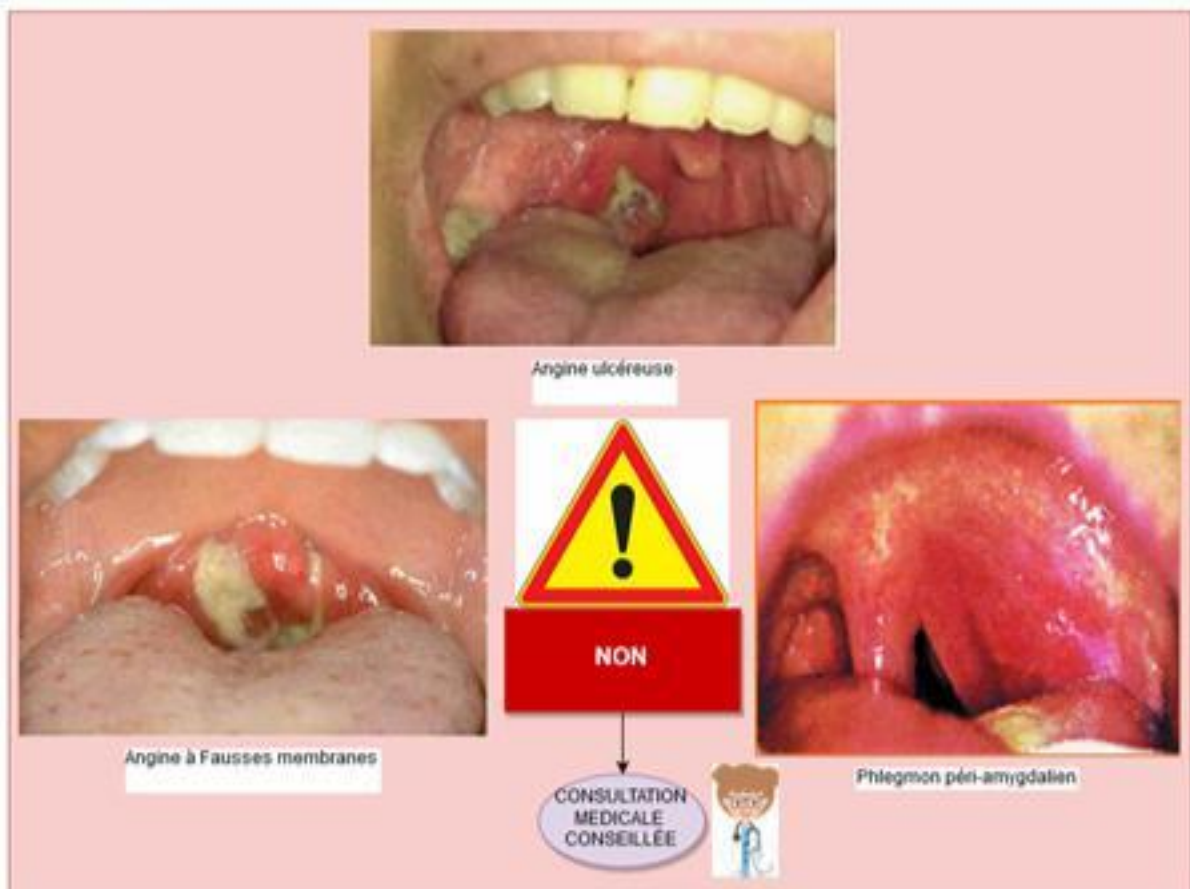 Angine ulcéreuse
NON
Angine à Fausses membranes
Phlegmon péri-amygdalien
CONSULTATION
MEDICALE
CONSEILLÉE